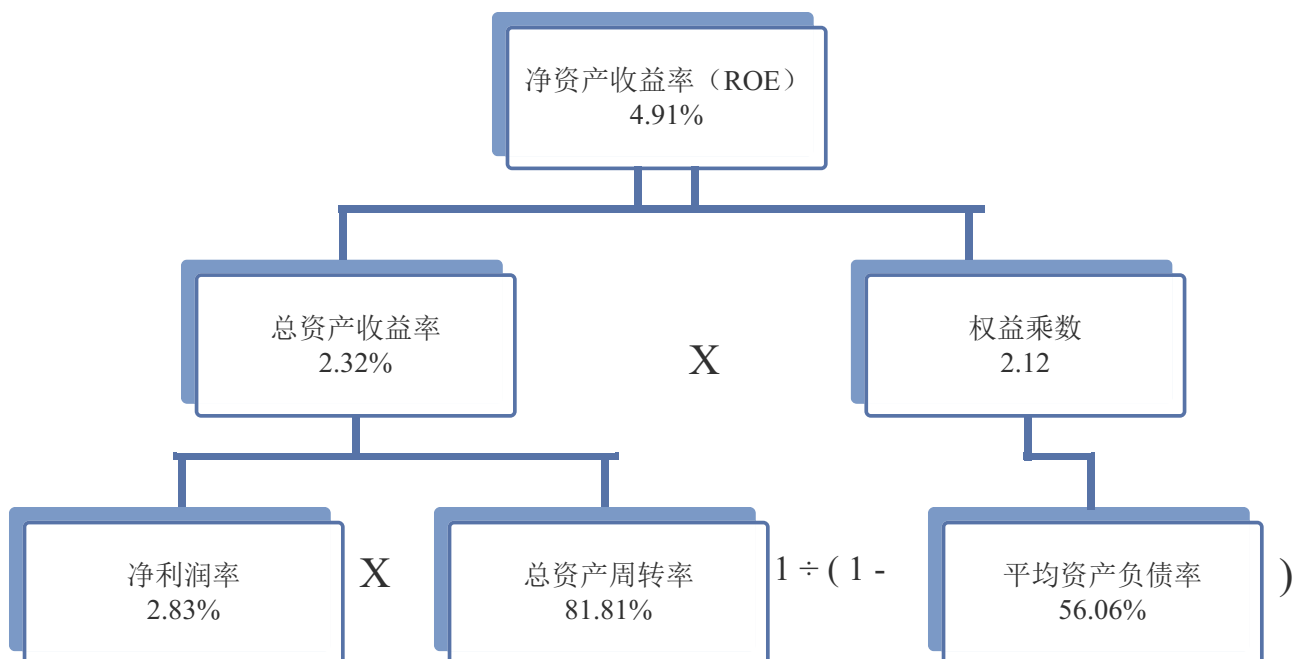 净资产收益率（ROE）
4.91%
总资产收益率
2.32%
X
权益乘数
2.12
净利润率
2.83%
X
总资产周转率
81.81%
1 ÷ ( 1 -
平均资产负债率
56.06%
)